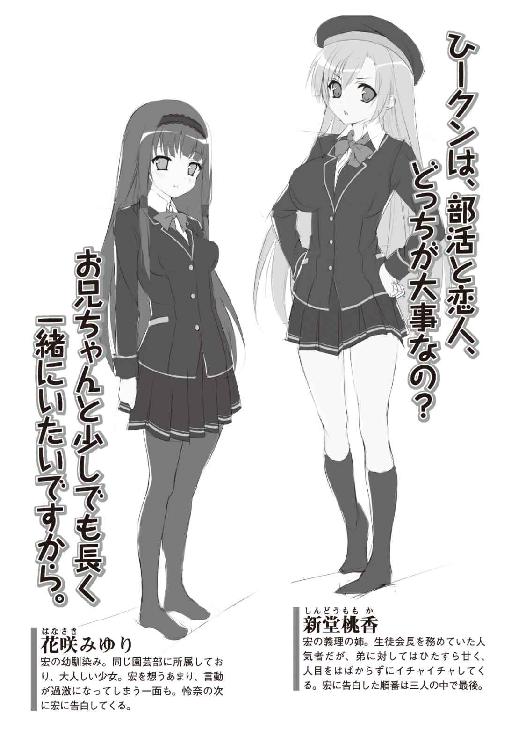 ひークンは、部活と恋人、
どっちが大事なの？
お兄ちゃんと少しでも長く
一緒にいたいですから。
しんどうももか
新堂桃香
宏の義理の姉。生徒会長を務めていた人
気者だが、弟に対してはひたすら甘く、
人目をはばからずにイチャイチャしてく
る。宏に告白した順番は三人の中で最後。
はなさき
花咲みゆり
宏の幼馴染み。同じ園芸部に所属してお
り、大人しい少女。宏を想うあまり、言動
が過激になってしまう一面も。怜奈の次
に宏に告白してくる。